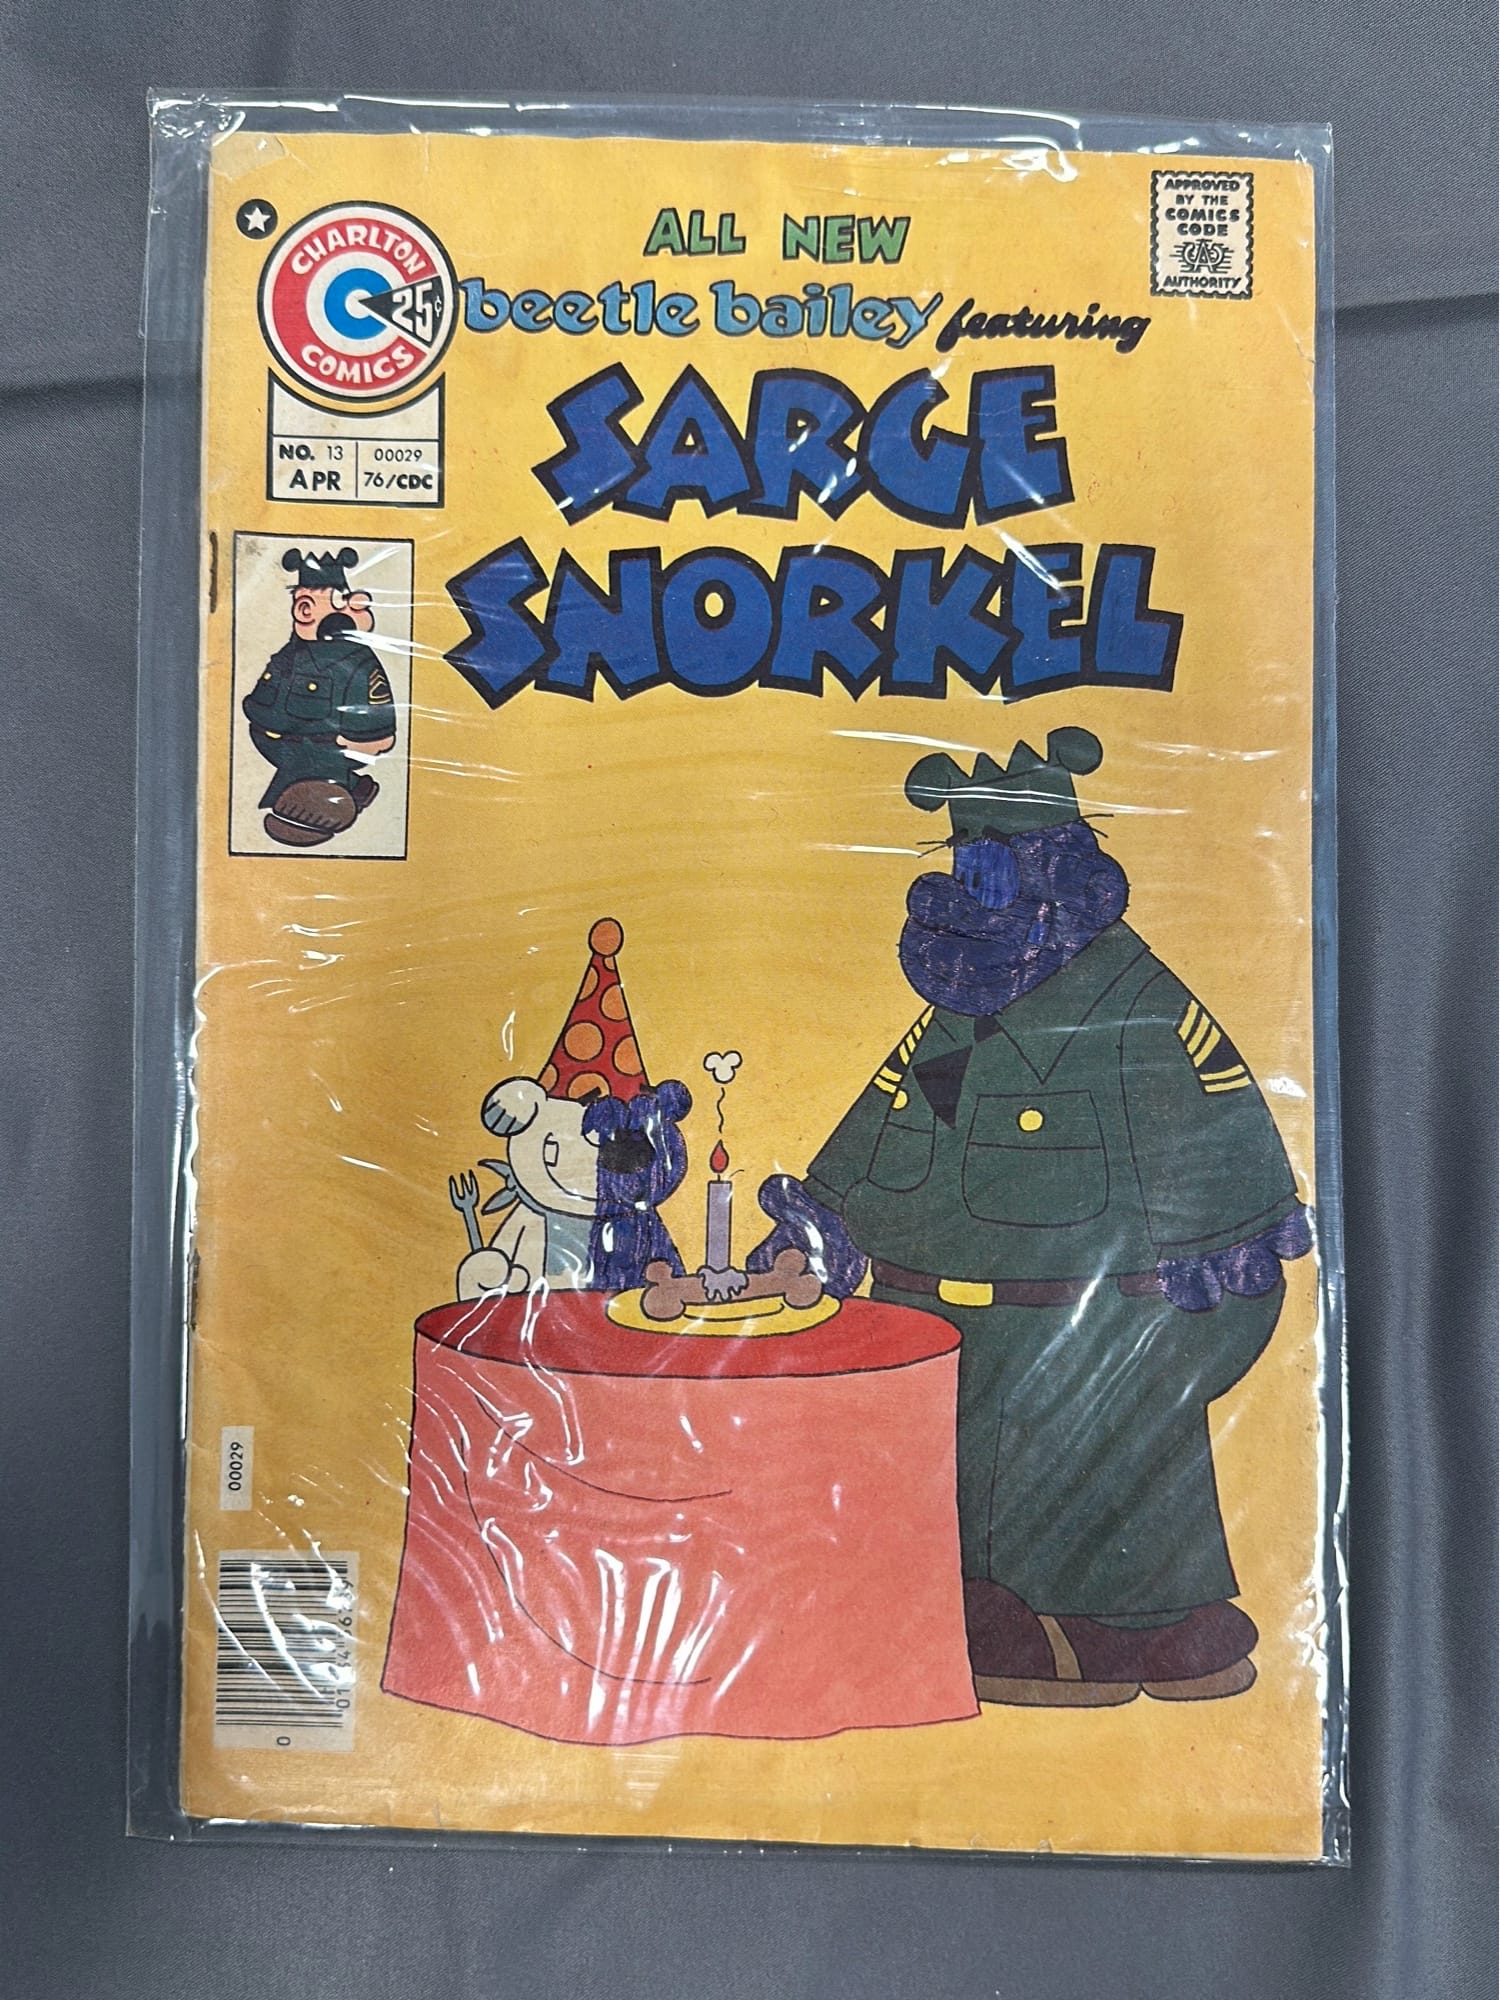 ALL NEW
beetle bailey featuring
SARGE
SNORKEL
CHARLTON
25¢
COMICS
NO. 13
APR
00029
76/CDC
APPROVED
BY THE
COMICS
CODE
AUTHORITY
00029
0